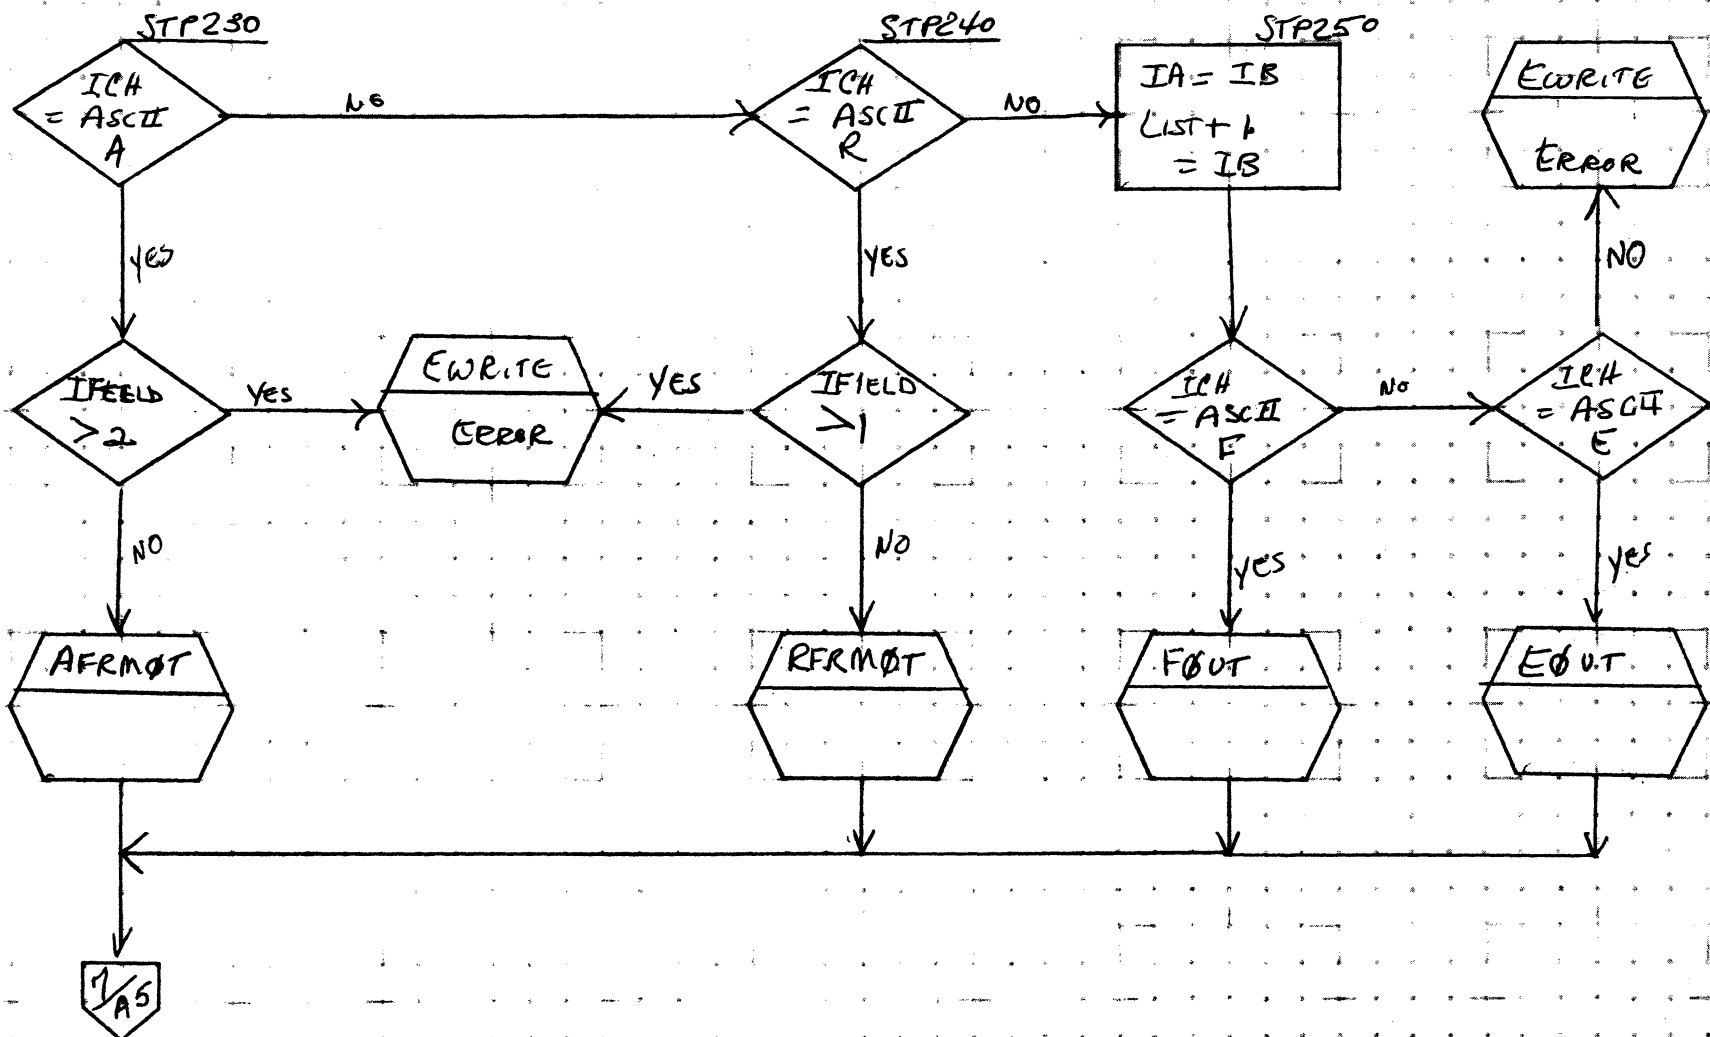 STP230
STP240
STP250
ICH
= ASCII
A
NO
ICH
= ASCII
R
NO
IA = IB
LIST + 1
= IB
EWRITE
ERROR
YES
YES
NO
IFIELD
>2
YES
EWRITE
ERROR
YES
IFIELD
>1
ICH
= ASCII
F
NO
ICH
= ASCII
E
NO
NO
YES
YES
AFRMØT
RFRMØT
FØUT
EØUT
7/A5